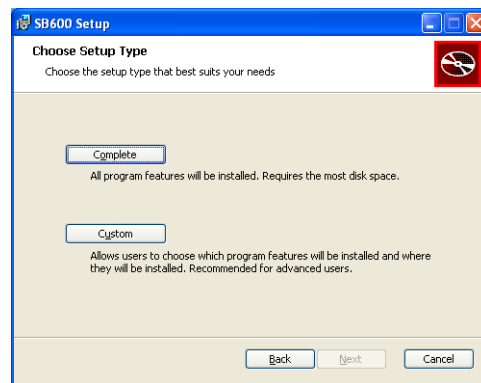 SB600 Setup
Choose Setup Type
Choose the setup type that best suits your needs
Complete
All program features will be installed. Requires the most disk space.
Custom
Allows users to choose which program features will be installed and where
they will be installed. Recommended for advanced users.
Back Next Cancel